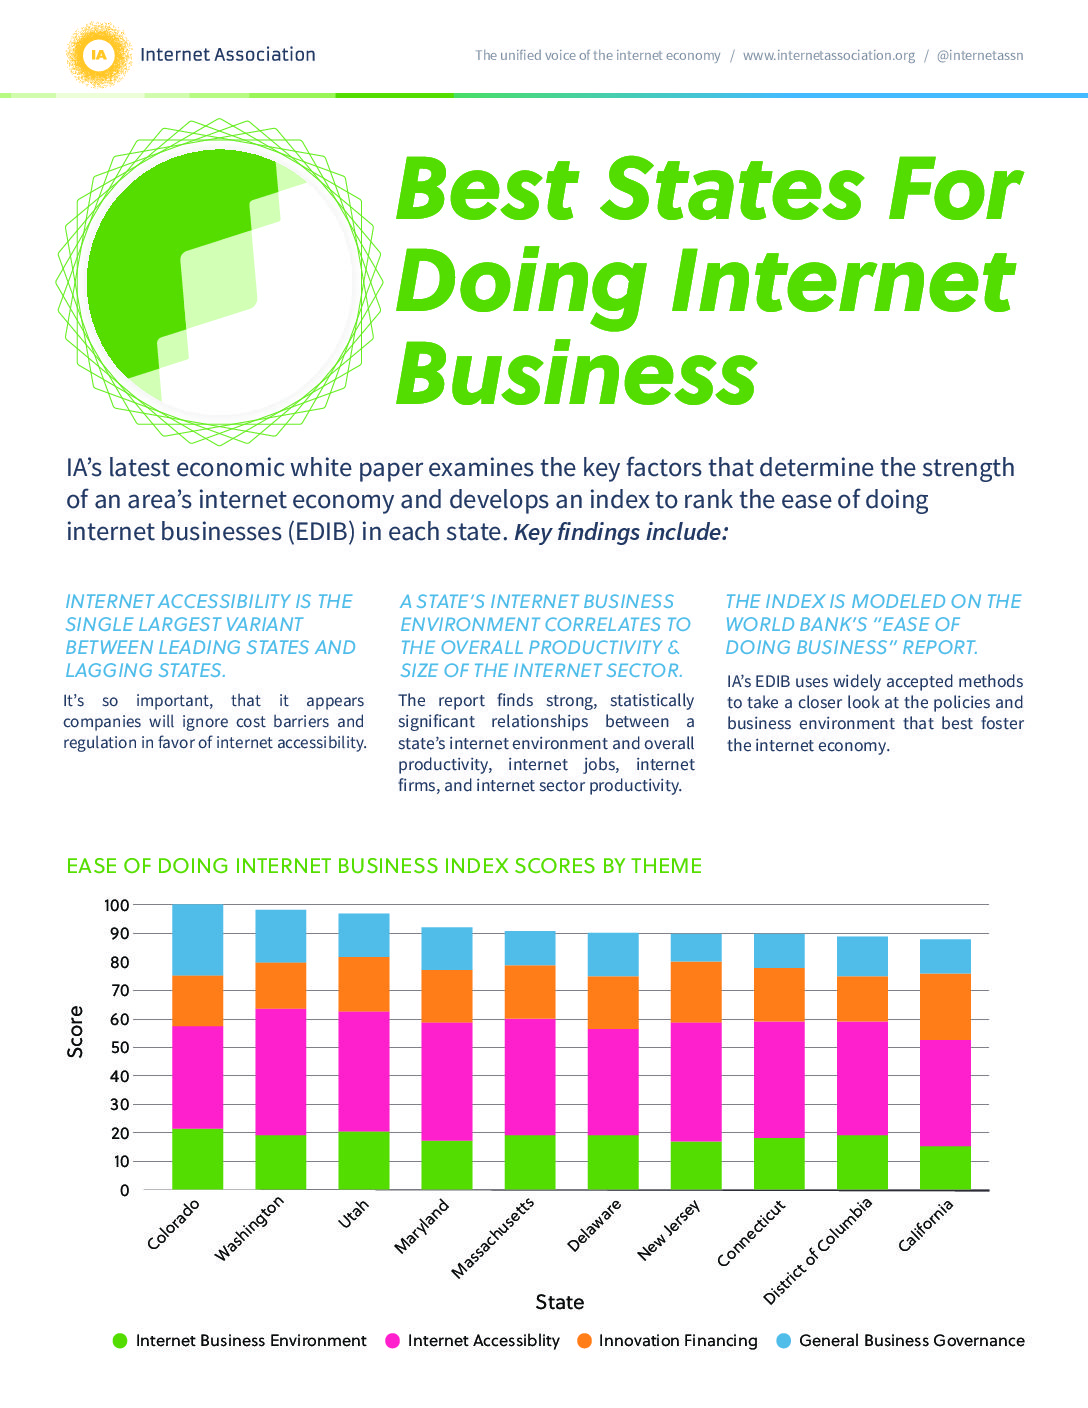 IA Internet Association
The unified voice of the internet economy / www.internetassociation.org / @internetassn
Best States For
Doing Internet
Business
IA's latest economic white paper examines the key factors that determine the strength
of an area's internet economy and develops an index to rank the ease of doing
internet businesses (EDIB) in each state. Key findings include:
INTERNET ACCESSIBILITY IS THE
SINGLE LARGEST VARIANT
BETWEEN LEADING STATES AND
LAGGING STATES.
It's so important, that it appears
companies will ignore cost barriers and
regulation in favor of internet accessibility.
A STATE'S INTERNET BUSINESS
ENVIRONMENT CORRELATES TO
THE OVERALL PRODUCTIVITY &
SIZE OF THE INTERNET SECTOR.
The report finds strong, statistically
significant relationships between a
state's internet environment and overall
productivity, internet jobs, internet
firms, and internet sector productivity.
THE INDEX IS MODELED ON THE
WORLD BANK'S "EASE OF
DOING BUSINESS" REPORT.
IA's EDIB uses widely accepted methods
to take a closer look at the policies and
business environment that best foster
the internet economy.
EASE OF DOING INTERNET BUSINESS INDEX SCORES BY THEME
Score
100
90
80
70
60
50
40
30
20
10
0
Colorado
Washington
Utah
Maryland
Massachusetts
Delaware
New Jersey
Connecticut
District of Columbia
California
State
Internet Business Environment
Internet Accessiblity
Innovation Financing
General Business Governance